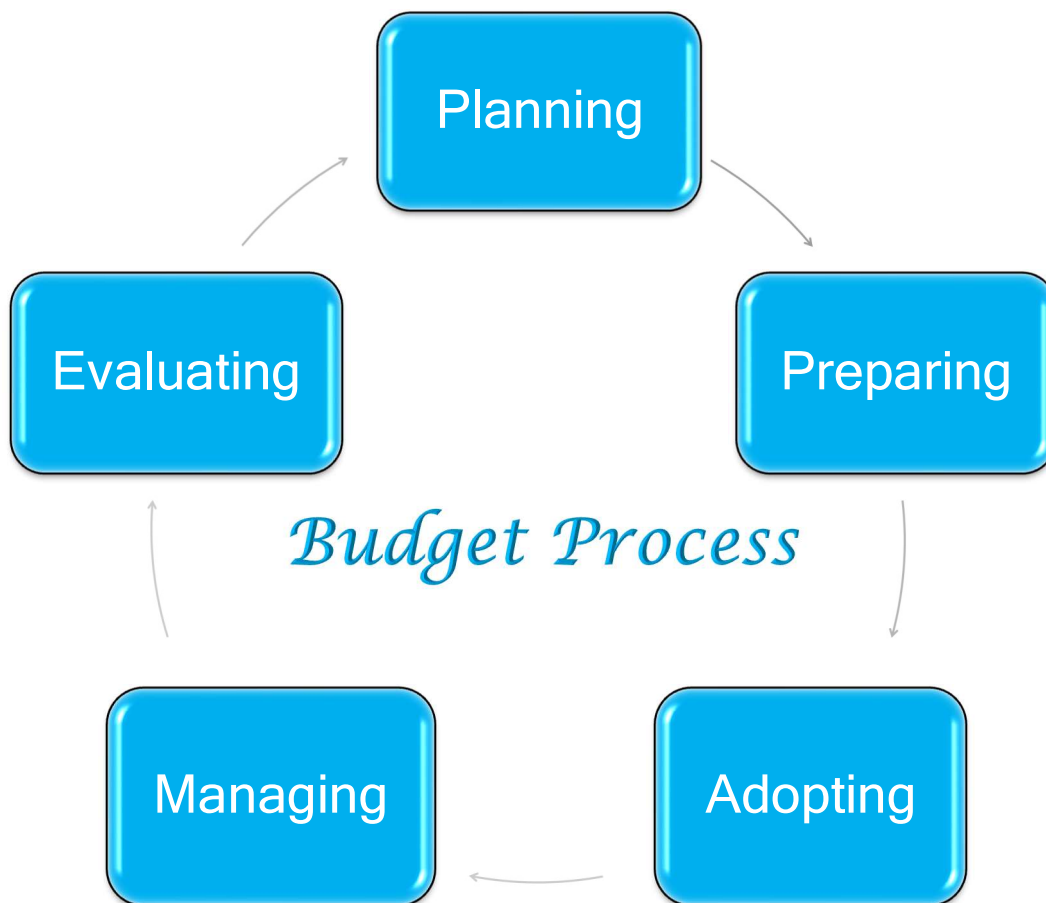 Planning
Preparing
Adopting
Managing
Evaluating
Budget Process